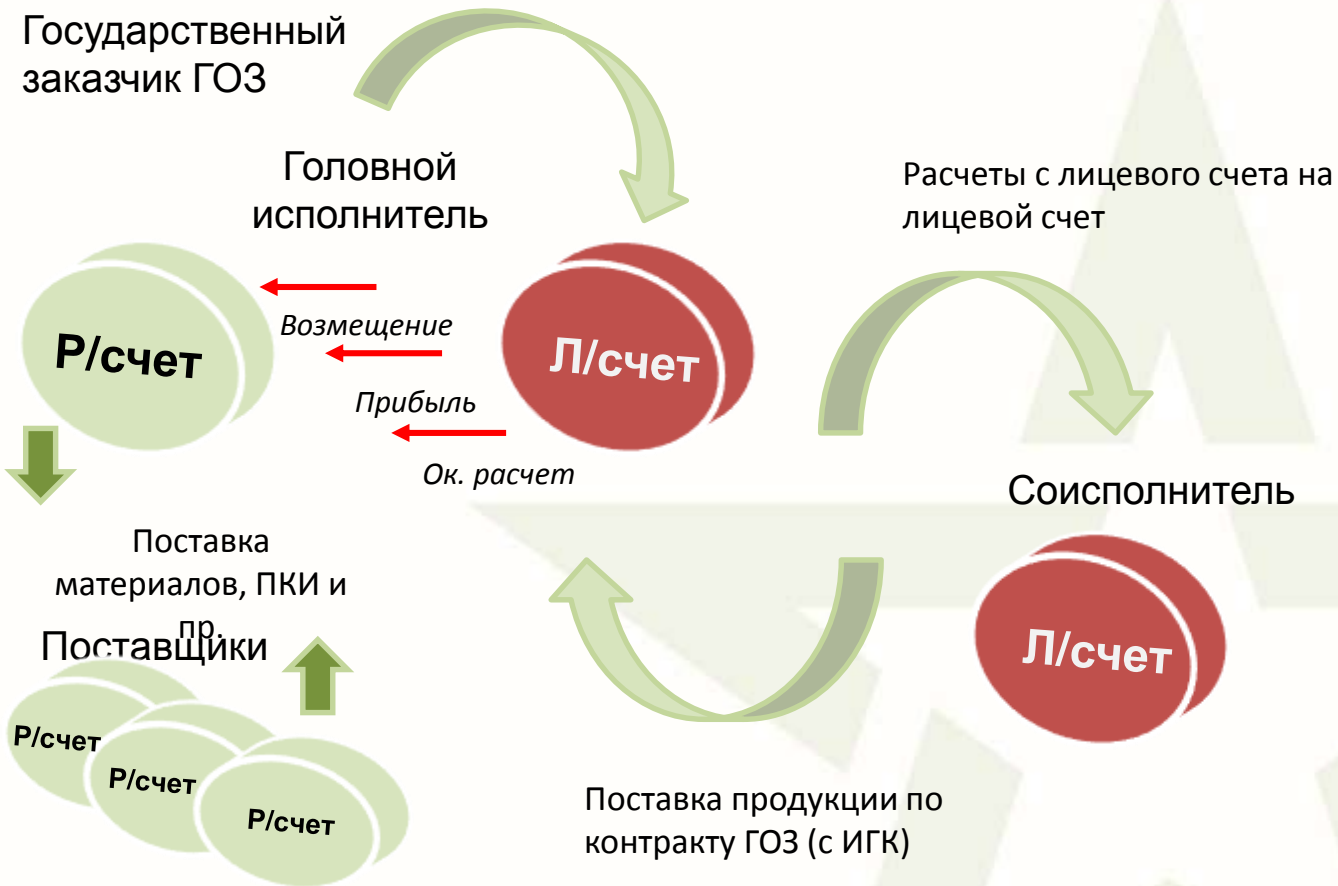 Государственный
заказчик ГОЗ
Головной
исполнитель
Расчеты с лицевого счета на
лицевой счет
Р/счет
Возмещение
Прибыль
Ок. расчет
Л/счет
Соисполнитель
Л/счет
Поставка
материалов, ПКИ и
пр.
Поставщики
Р/счет
Р/счет
Р/счет
Поставка продукции по
контракту ГОЗ (с ИГК)